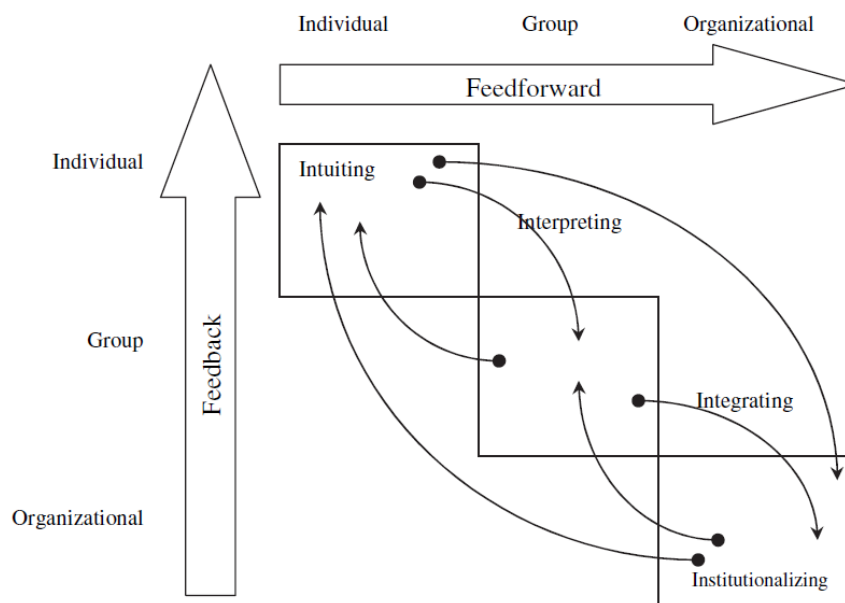 Individual Group Organizational
Feedforward
Individual
Intuiting
Interpreting
Group
Feedback
Integrating
Organizational
Institutionalizing